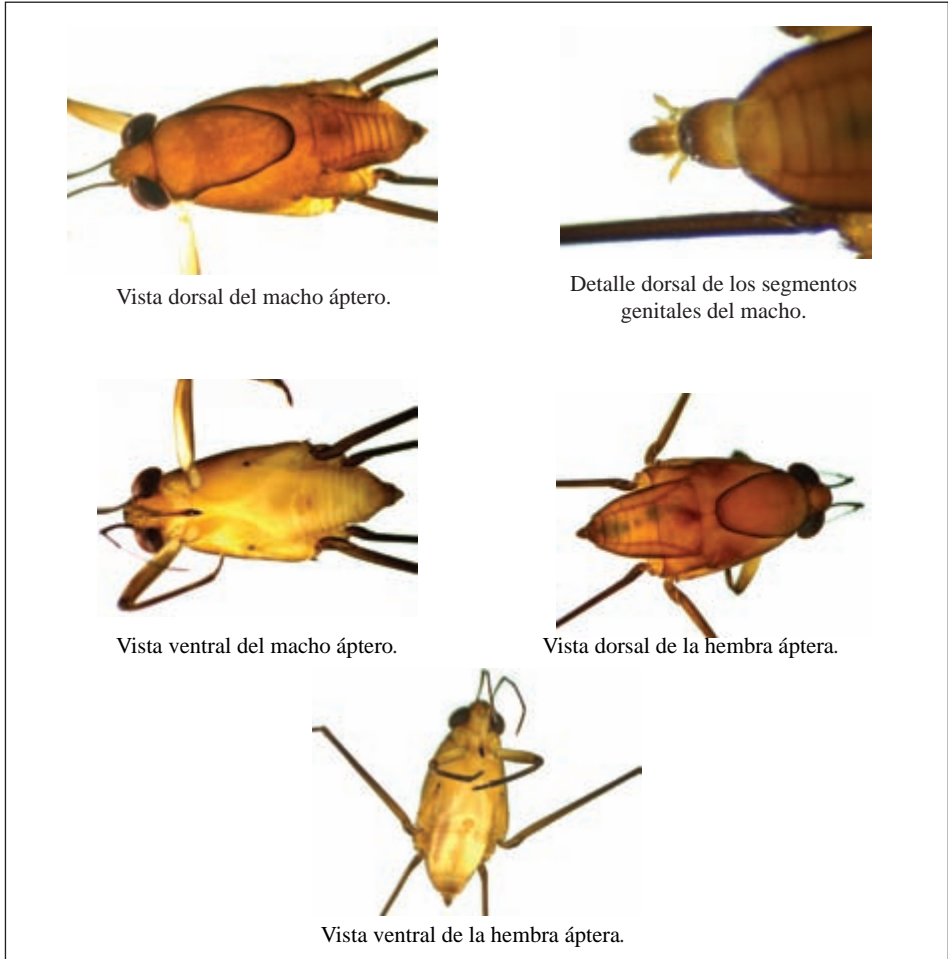 Vista dorsal del macho áptero.
Detalle dorsal de los segmentos
genitales del macho.
Vista ventral del macho áptero.
Vista dorsal de la hembra áptera.
Vista ventral de la hembra áptera.